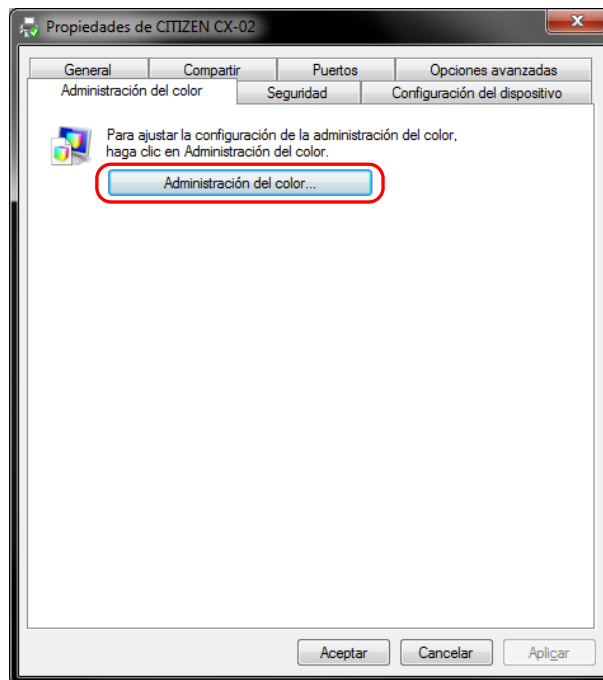 Propiedades de CITIZEN CX-02
General Compartir Puertos Opciones avanzadas
Administración del color Seguridad Configuración del dispositivo
Para ajustar la configuración de la administración del color,
haga clic en Administración del color.
Administración del color...
Aceptar Cancelar Aplicar